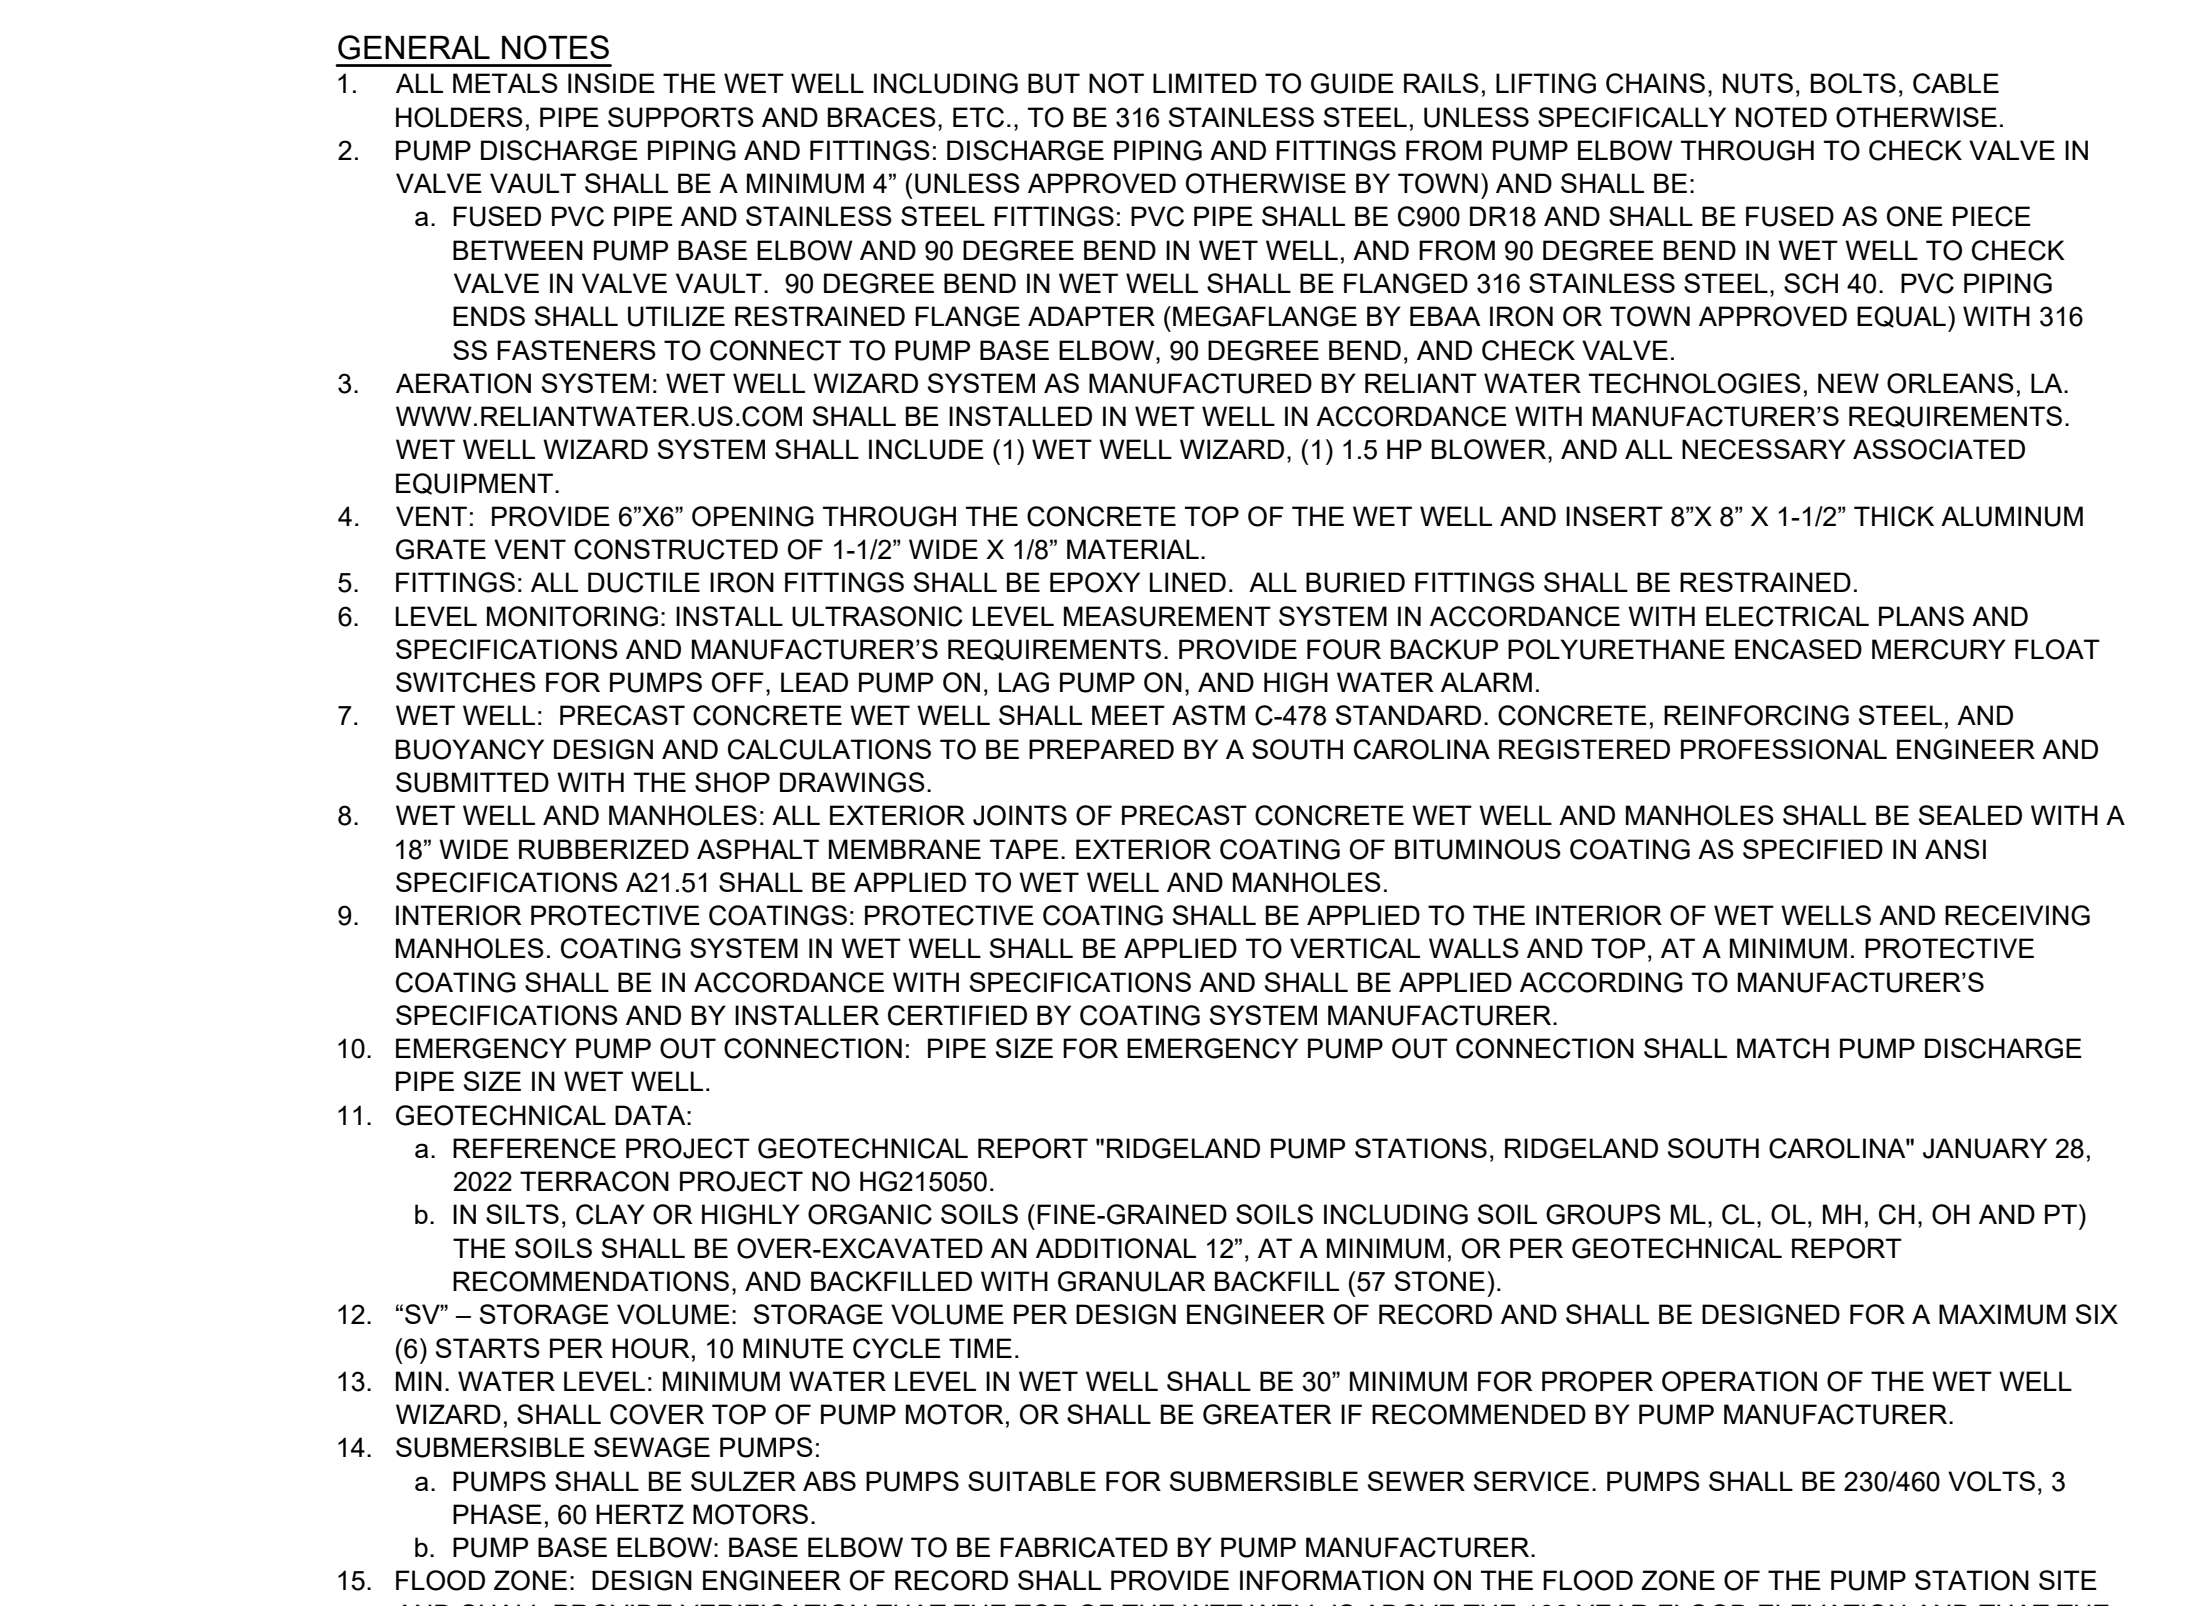 GENERAL NOTES
1. ALL METALS INSIDE THE WET WELL INCLUDING BUT NOT LIMITED TO GUIDE RAILS, LIFTING CHAINS, NUTS, BOLTS, CABLE
HOLDERS, PIPE SUPPORTS AND BRACES, ETC., TO BE 316 STAINLESS STEEL, UNLESS SPECIFICALLY NOTED OTHERWISE.
2. PUMP DISCHARGE PIPING AND FITTINGS: DISCHARGE PIPING AND FITTINGS FROM PUMP ELBOW THROUGH TO CHECK VALVE IN
VALVE VAULT SHALL BE A MINIMUM 4” (UNLESS APPROVED OTHERWISE BY TOWN) AND SHALL BE:
a. FUSED PVC PIPE AND STAINLESS STEEL FITTINGS: PVC PIPE SHALL BE C900 DR18 AND SHALL BE FUSED AS ONE PIECE
BETWEEN PUMP BASE ELBOW AND 90 DEGREE BEND IN WET WELL, AND FROM 90 DEGREE BEND IN WET WELL TO CHECK
VALVE IN VALVE VAULT.  90 DEGREE BEND IN WET WELL SHALL BE FLANGED 316 STAINLESS STEEL, SCH 40.  PVC PIPING
ENDS SHALL UTILIZE RESTRAINED FLANGE ADAPTER (MEGAFLANGE BY EBAA IRON OR TOWN APPROVED EQUAL) WITH 316
SS FASTENERS TO CONNECT TO PUMP BASE ELBOW, 90 DEGREE BEND, AND CHECK VALVE.
3. AERATION SYSTEM: WET WELL WIZARD SYSTEM AS MANUFACTURED BY RELIANT WATER TECHNOLOGIES, NEW ORLEANS, LA.
WWW.RELIANTWATER.US.COM SHALL BE INSTALLED IN WET WELL IN ACCORDANCE WITH MANUFACTURER’S REQUIREMENTS.
WET WELL WIZARD SYSTEM SHALL INCLUDE (1) WET WELL WIZARD, (1) 1.5 HP BLOWER, AND ALL NECESSARY ASSOCIATED
EQUIPMENT.
4. VENT:  PROVIDE 6”X6” OPENING THROUGH THE CONCRETE TOP OF THE WET WELL AND INSERT 8”X 8” X 1-1/2” THICK ALUMINUM
GRATE VENT CONSTRUCTED OF 1-1/2” WIDE X 1/8” MATERIAL.
5. FITTINGS: ALL DUCTILE IRON FITTINGS SHALL BE EPOXY LINED.  ALL BURIED FITTINGS SHALL BE RESTRAINED.
6. LEVEL MONITORING: INSTALL ULTRASONIC LEVEL MEASUREMENT SYSTEM IN ACCORDANCE WITH ELECTRICAL PLANS AND
SPECIFICATIONS AND MANUFACTURER’S REQUIREMENTS. PROVIDE FOUR BACKUP POLYURETHANE ENCASED MERCURY FLOAT
SWITCHES FOR PUMPS OFF, LEAD PUMP ON, LAG PUMP ON, AND HIGH WATER ALARM.
7. WET WELL:  PRECAST CONCRETE WET WELL SHALL MEET ASTM C-478 STANDARD. CONCRETE, REINFORCING STEEL, AND
BUOYANCY DESIGN AND CALCULATIONS TO BE PREPARED BY A SOUTH CAROLINA REGISTERED PROFESSIONAL ENGINEER AND
SUBMITTED WITH THE SHOP DRAWINGS.
8. WET WELL AND MANHOLES: ALL EXTERIOR JOINTS OF PRECAST CONCRETE WET WELL AND MANHOLES SHALL BE SEALED WITH A
18” WIDE RUBBERIZED ASPHALT MEMBRANE TAPE. EXTERIOR COATING OF BITUMINOUS COATING AS SPECIFIED IN ANSI
SPECIFICATIONS A21.51 SHALL BE APPLIED TO WET WELL AND MANHOLES.
9. INTERIOR PROTECTIVE COATINGS: PROTECTIVE COATING SHALL BE APPLIED TO THE INTERIOR OF WET WELLS AND RECEIVING
MANHOLES. COATING SYSTEM IN WET WELL SHALL BE APPLIED TO VERTICAL WALLS AND TOP, AT A MINIMUM. PROTECTIVE
COATING SHALL BE IN ACCORDANCE WITH SPECIFICATIONS AND SHALL BE APPLIED ACCORDING TO MANUFACTURER’S
SPECIFICATIONS AND BY INSTALLER CERTIFIED BY COATING SYSTEM MANUFACTURER.
10. EMERGENCY PUMP OUT CONNECTION:  PIPE SIZE FOR EMERGENCY PUMP OUT CONNECTION SHALL MATCH PUMP DISCHARGE
PIPE SIZE IN WET WELL.
11. GEOTECHNICAL DATA:
a. REFERENCE PROJECT GEOTECHNICAL REPORT "RIDGELAND PUMP STATIONS, RIDGELAND SOUTH CAROLINA" JANUARY 28,
2022 TERRACON PROJECT NO HG215050.
b. IN SILTS, CLAY OR HIGHLY ORGANIC SOILS (FINE-GRAINED SOILS INCLUDING SOIL GROUPS ML, CL, OL, MH, CH, OH AND PT)
THE SOILS SHALL BE OVER-EXCAVATED AN ADDITIONAL 12”, AT A MINIMUM, OR PER GEOTECHNICAL REPORT
RECOMMENDATIONS, AND BACKFILLED WITH GRANULAR BACKFILL (57 STONE).
12. “SV” – STORAGE VOLUME:  STORAGE VOLUME PER DESIGN ENGINEER OF RECORD AND SHALL BE DESIGNED FOR A MAXIMUM SIX
(6) STARTS PER HOUR, 10 MINUTE CYCLE TIME.
13. MIN. WATER LEVEL: MINIMUM WATER LEVEL IN WET WELL SHALL BE 30” MINIMUM FOR PROPER OPERATION OF THE WET WELL
WIZARD, SHALL COVER TOP OF PUMP MOTOR, OR SHALL BE GREATER IF RECOMMENDED BY PUMP MANUFACTURER.
14. SUBMERSIBLE SEWAGE PUMPS:
a. PUMPS SHALL BE SULZER ABS PUMPS SUITABLE FOR SUBMERSIBLE SEWER SERVICE. PUMPS SHALL BE 230/460 VOLTS, 3
PHASE, 60 HERTZ MOTORS.
b. PUMP BASE ELBOW: BASE ELBOW TO BE FABRICATED BY PUMP MANUFACTURER.
15. FLOOD ZONE:  DESIGN ENGINEER OF RECORD SHALL PROVIDE INFORMATION ON THE FLOOD ZONE OF THE PUMP STATION SITE